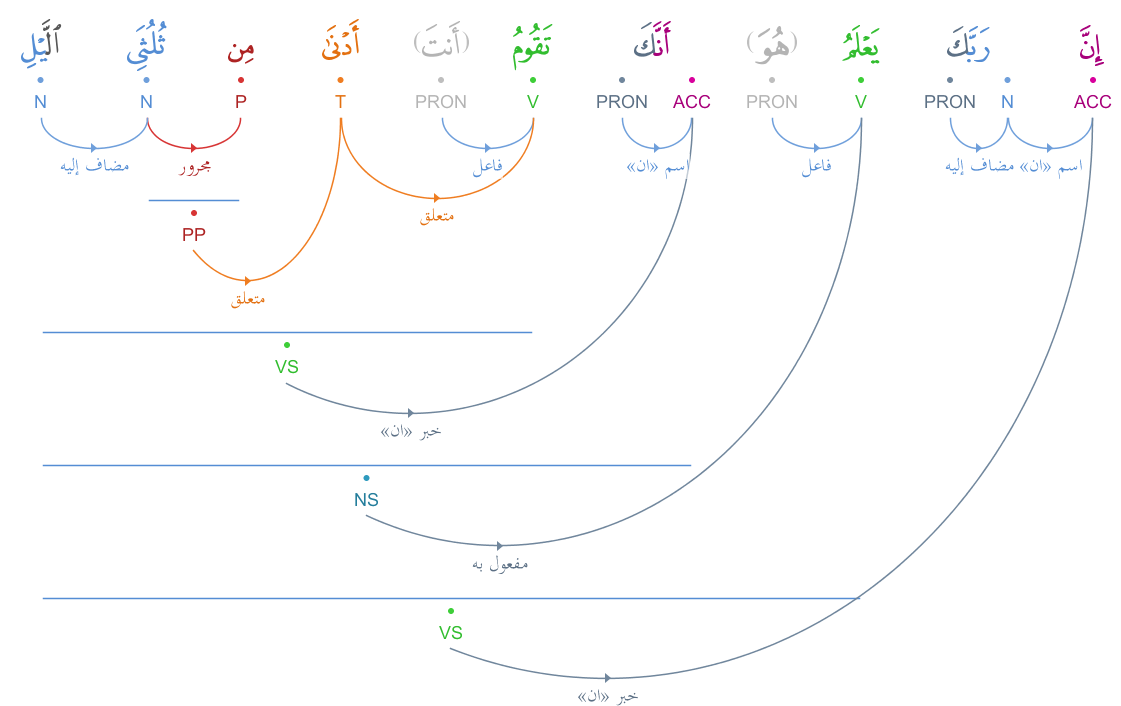 إِنَّ رَبَّكَ يَعْلَمُ (هُوَ) أَنَّكَ تَقُومُ (أَنتَ) أَدْنَىٰ مِن ثُلُثَيِ ٱلَّيْلِ
ACC N PRON V PRON ACC PRON V PRON T P N N
اسم «ان» مضاف إليه فاعل اسم «ان» فاعل مجرور مضاف إليه
متعلق
PP
متعلق
VS
خبر «ان»
NS
مفعول به
VS
خبر «ان»